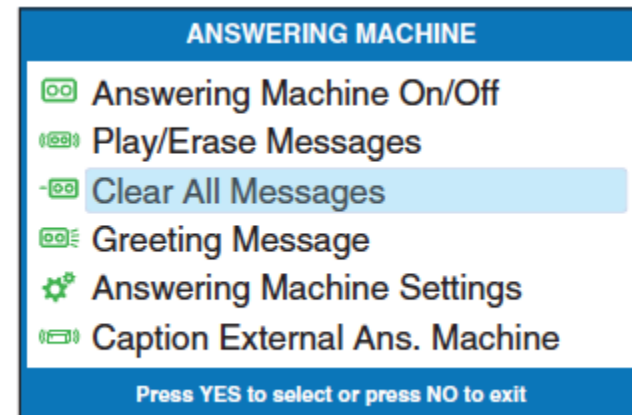 ANSWERING MACHINE
Answering Machine On/Off
Play/Erase Messages
Clear All Messages
Greeting Message
Answering Machine Settings
Caption External Ans. Machine
Press YES to select or press NO to exit